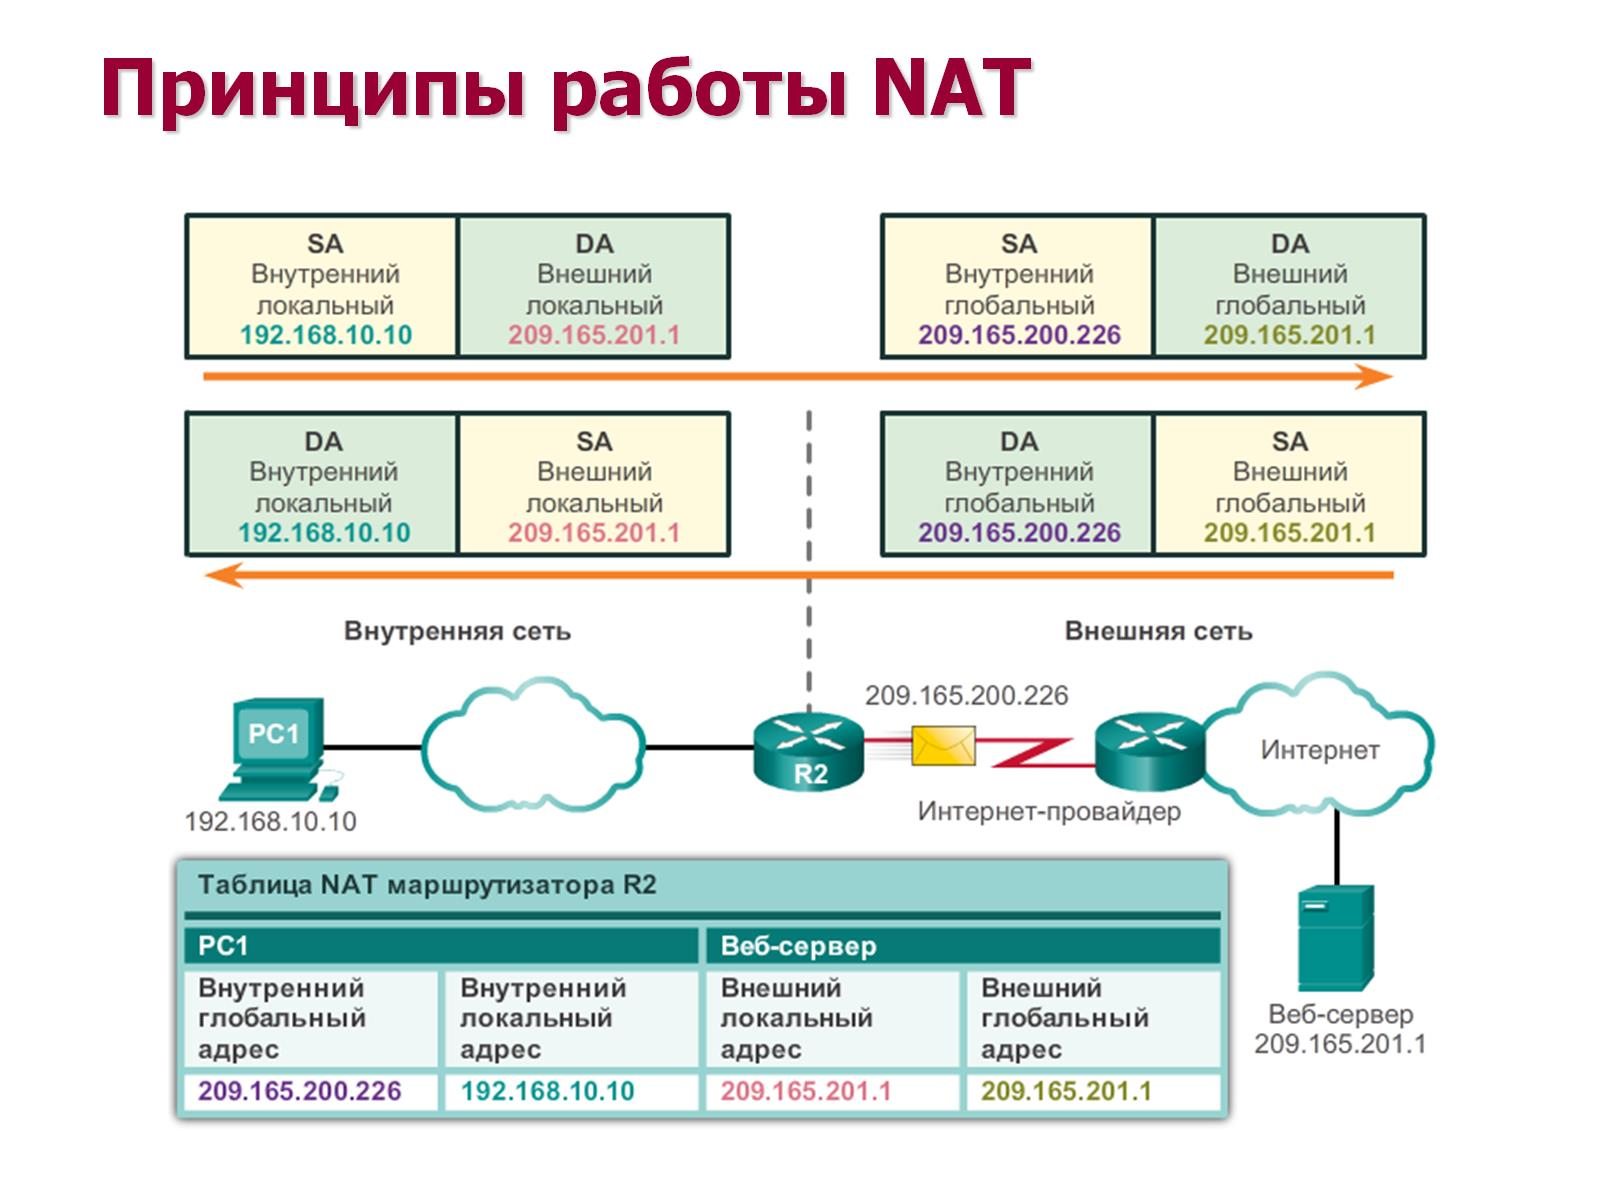 Принципы работы NAT
SA
Внутренний
локальный
192.168.10.10
DA
Внешний
локальный
209.165.201.1
SA
Внутренний
глобальный
209.165.200.226
DA
Внешний
глобальный
209.165.201.1
DA
Внутренний
локальный
192.168.10.10
SA
Внешний
локальный
209.165.201.1
DA
Внутренний
глобальный
209.165.200.226
SA
Внешний
глобальный
209.165.201.1
Внутренняя сеть
Внешняя сеть
209.165.200.226
PC1
R2
Интернет
192.168.10.10
Интернет-провайдер
Таблица NAT маршрутизатора R2
PC1
Веб-сервер
Внутренний
глобальный
адрес
Внутренний
локальный
адрес
Внешний
локальный
адрес
Внешний
глобальный
адрес
209.165.200.226
192.168.10.10
209.165.201.1
209.165.201.1
Веб-сервер
209.165.201.1